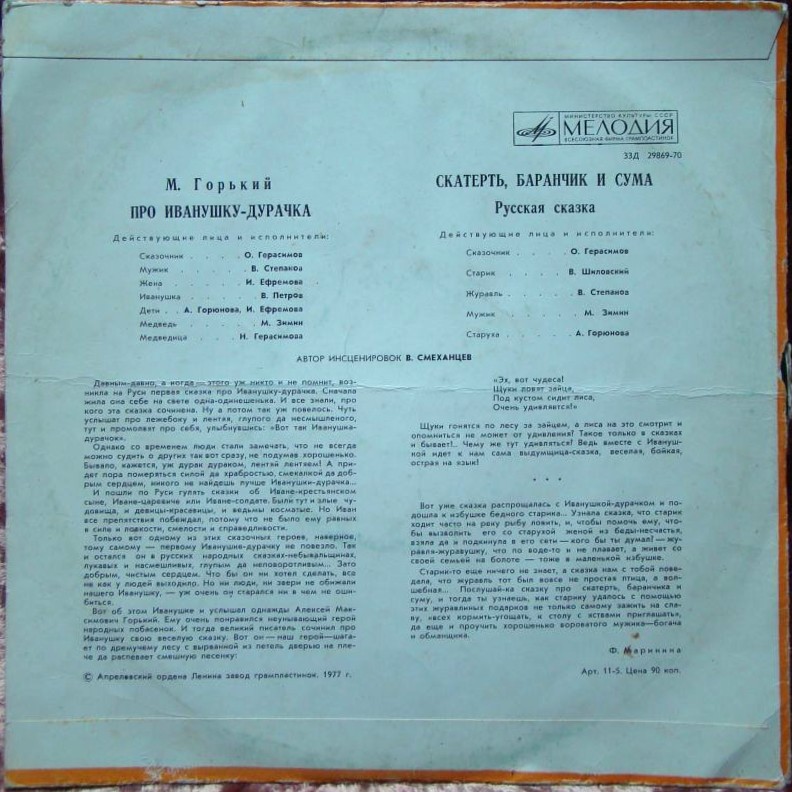 МИНИСТЕРСТВО КУЛЬТУРЫ СССР
МЕЛОДИЯ
ВСЕСОЮЗНАЯ ФИРМА ГРАМПЛАСТИНОК
33Д 29869-70
М. Горький
ПРО ИВАНУШКУ-ДУРАЧКА
Действующие лица и исполнители:
Сказочник . . . . О. Герасимов
Мужик . . . . . В. Степаков
Жена . . . . . И. Ефремова
Иванушка . . . . . В. Петров
Дети . . А. Горюнова, И. Ефремова
Медведь . . . . . М. Зимин
Медведица . . . . Н. Герасимова
СКАТЕРТЬ, БАРАНЧИК И СУМА
Русская сказка
Действующие лица и исполнители:
Сказочник . . . . О. Герасимов
Старик . . . . . В. Шиловский
Журавль . . . . . В. Степанов
Мужик . . . . . М. Зимин
Старуха . . . . . А. Горюнова
АВТОР ИНСЦЕНИРОВОК В. СМЕХАНЦЕВ
Давным-давно, а когда — этого уж никто и не помнит, воз-
никла на Руси первая сказка про Иванушку-дурачка. Сначала
жила она себе на свете одна-одинешенька. И все знали, про
кого эта сказка сочинена. Ну а потом так уж повелось. Чуть
услышат про лежебоку и лентяя, глупого да несмышленого,
тут и промолвят про себя, улыбнувшись: «Вот так Иванушка-
дурачок».
Однако со временем люди стали замечать, что не всегда
можно судить о других так вот сразу, не подумав хорошенько.
Бывало, кажется, уж дурак дураком, лентяй лентяем! А при-
дет пора помериться силой да храбростью, смекалкой да доб-
рым сердцем, никого не найдешь лучше Иванушки-дурачка...
И пошли по Руси гулять сказки об Иване-крестьянском
сыне, Иване-царевиче или Иване-солдате. Были тут и злые чу-
довища, и девицы-красавицы, и ведьмы косматые. Но Иван
все препятствия побеждал, потому что не было ему равных
в силе и ловкости, смелости и справедливости.
Только вот одному из этих сказочных героев, наверное,
тому самому — первому Иванушке-дурачку не повезло. Так
и остался он в русских народных сказках-небывальщинах,
лукавых и насмешливых, глупым да неповоротливым... Зато
добрым, чистым сердцем. Что бы он ни хотел сделать, все
не как у людей выходило. Но ни люди, ни звери не обижали
нашего Иванушку, — уж очень он старался ни в чем не оши-
биться.
Вот об этом Иванушке и услышал однажды Алексей Мак-
симович Горький. Ему очень понравился неунывающий герой
народных побасенок. И тогда великий писатель сочинил про
Иванушку свою веселую сказку. Вот он — наш герой — шага-
ет по дремучему лесу с вырванной из петель дверью на пле-
че да распевает смешную песенку:
«Эх, вот чудеса!
Щуки ловят зайца,
Под кустом сидит лиса,
Очень удивляется!»
Щуки гонятся по лесу за зайцем, а лиса на это смотрит и
опомниться не может от удивления! Такое только в сказках
и бывает!.. Чему же тут удивляться! Ведь вместе с Ивануш-
кой идет к нам сама выдумщица-сказка, веселая, бойкая,
острая на язык!
* * *
Вот уже сказка распрощалась с Иванушкой-дурачком и по-
дошла к избушке бедного старика... Узнала сказка, что старик
ходит часто на реку рыбу ловить, и, чтобы помочь ему, что-
бы вызволить его со старухой женой из беды-несчастья,
взяла да и подкинула в его сети — кого бы ты думал! — жу-
равля-журавушку, что по воде-то и не плавает, а живет со
своей семьей на болоте — тоже в маленькой избушке.
Старик-то еще ничего не знает, а сказка нам с тобой пове-
дала, что журавль тот был вовсе не простая птица, а вол-
шебная... Послушай-ка сказку про скатерть, баранчика и
суму, и тогда ты узнаешь, как старику удалось с помощью
этих журавлиных подарков не только самому зажить на сла-
ву, «всех кормить-угощать, к столу с яствами приглашать»,
да еще и проучить хорошенько вороватого мужика—богача
и обманщика.
Ф. Маринина
© Апрелевский ордена Ленина завод грампластинок. 1977 г.
Арт. 11-5. Цена 90 коп.